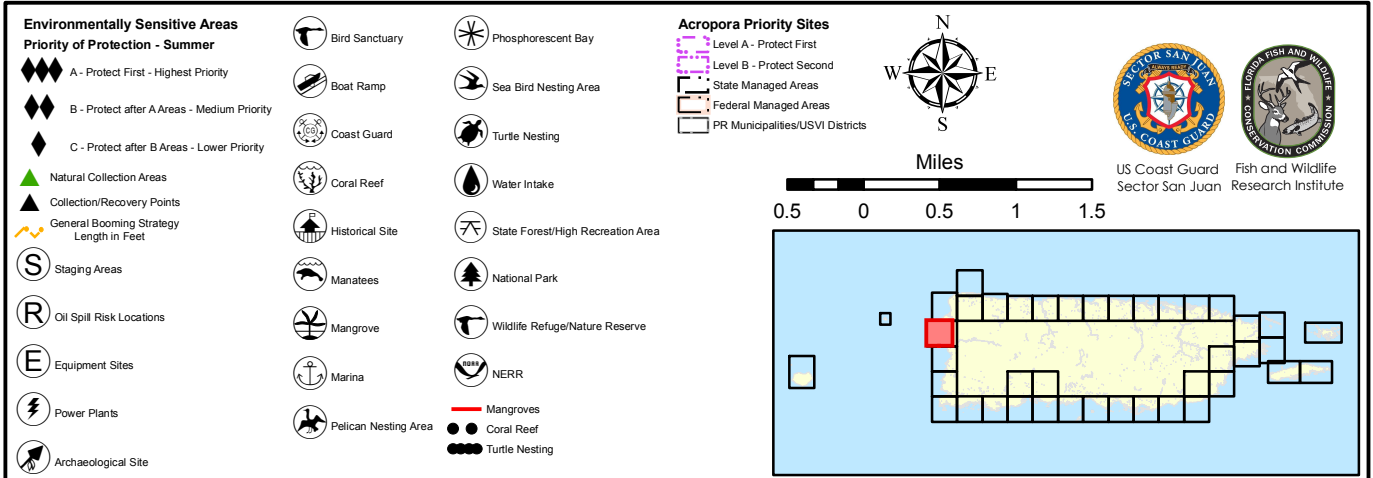 Environmentally Sensitive Areas
Priority of Protection - Summer
A - Protect First - Highest Priority
B - Protect after A Areas - Medium Priority
C - Protect after B Areas - Lower Priority
Natural Collection Areas
Collection/Recovery Points
General Booming Strategy
Length in Feet
S Staging Areas
R Oil Spill Risk Locations
E Equipment Sites
Power Plants
Archaeological Site
Bird Sanctuary
Boat Ramp
CG Coast Guard
Coral Reef
Historical Site
Manatees
Mangrove
Marina
Pelican Nesting Area
Phosphorescent Bay
Sea Bird Nesting Area
Turtle Nesting
Water Intake
State Forest/High Recreation Area
National Park
Wildlife Refuge/Nature Reserve
NERR
Mangroves
Coral Reef
Turtle Nesting
Acropora Priority Sites
Level A - Protect First
Level B - Protect Second
State Managed Areas
Federal Managed Areas
PR Municipalities/USVI Districts
N
W E
S
Miles
0.5 0 0.5 1 1.5
SECTOR SAN JUAN
ALWAYS READY
U.S. COAST GUARD
US Coast Guard
Sector San Juan
FLORIDA FISH AND WILDLIFE
CONSERVATION COMMISSION
Fish and Wildlife
Research Institute